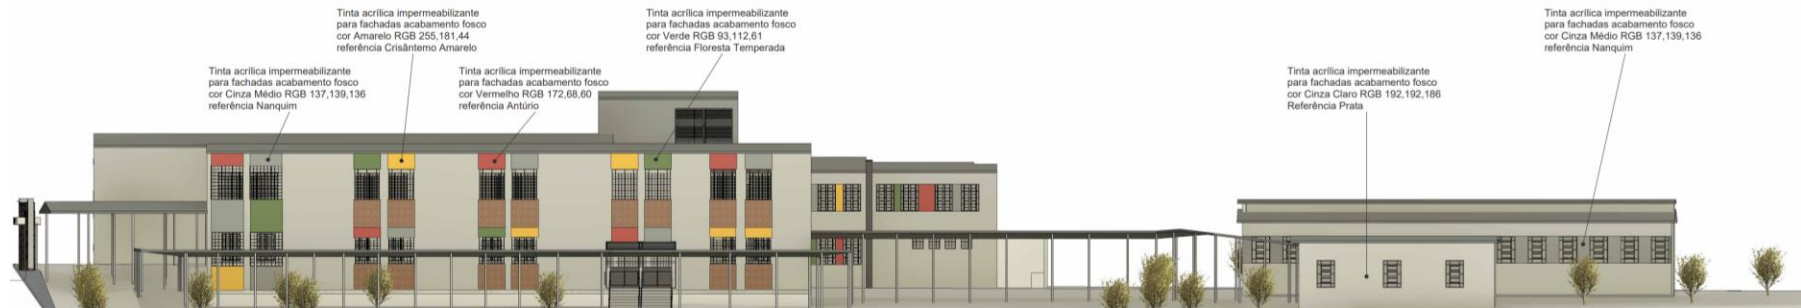 Tinta acrílica impermeabilizante
para fachadas acabamento fosco
cor Amarelo RGB 255,181,44
referência Crisântemo Amarelo
Tinta acrílica impermeabilizante
para fachadas acabamento fosco
cor Verde RGB 93,112,61
referência Floresta Temperada
Tinta acrílica impermeabilizante
para fachadas acabamento fosco
cor Cinza Médio RGB 137,139,136
referência Nanquim
Tinta acrílica impermeabilizante
para fachadas acabamento fosco
cor Cinza Médio RGB 137,139,136
referência Nanquim
Tinta acrílica impermeabilizante
para fachadas acabamento fosco
cor Vermelho RGB 172,68,60
referência Antúrio
Tinta acrílica impermeabilizante
para fachadas acabamento fosco
cor Cinza Claro RGB 192,192,186
Referência Prata